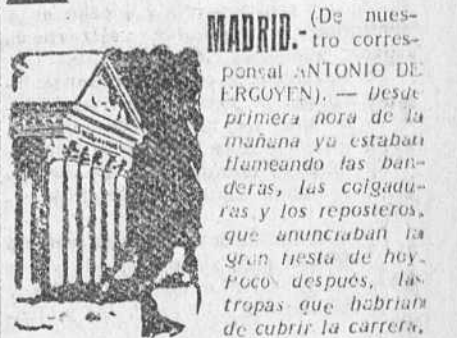 MADRID.- (De nues-
tro corres-
ponsal ANTONIO DE
ERGOYEN). — Desde
primera hora de la
mañana ya estaban
flameando las ban-
deras, las colgadu-
ras y los reposteros,
que anunciaban la
gran fiesta de hoy.
Poco después, las
tropas que habrían
de cubrir la carrera,